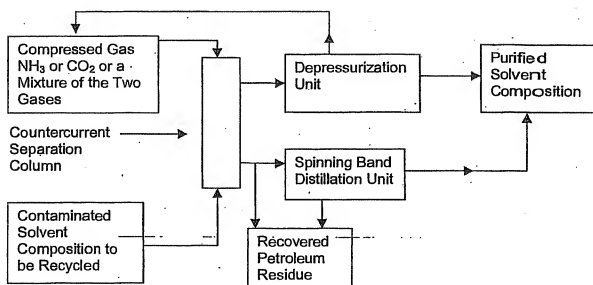 Compressed Gas
NH3 or CO2 or a
Mixture of the Two
Gases
Depressurization
Unit
Purified
Solvent
Composition
Countercurrent
Separation
Column
Spinning Band
Distillation Unit
Contaminated
Solvent
Composition to
be Recycled
Recovered
Petroleum
Residue